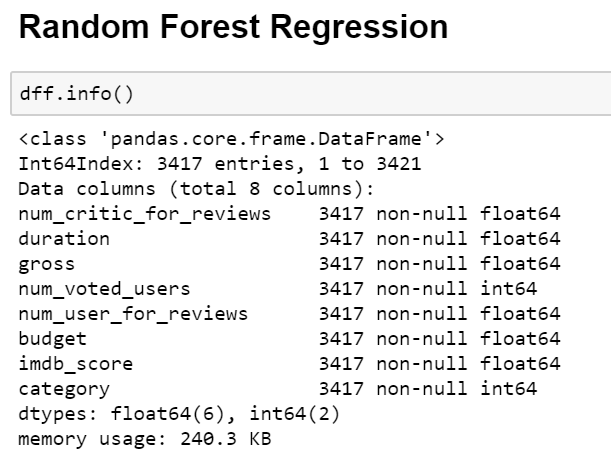 Random Forest Regression
dff.info()
<class 'pandas.core.frame.DataFrame'>
Int64Index: 3417 entries, 1 to 3421
Data columns (total 8 columns):
num_critic_for_reviews    3417 non-null float64
duration                  3417 non-null float64
gross                     3417 non-null float64
num_voted_users           3417 non-null int64
num_user_for_reviews      3417 non-null float64
budget                    3417 non-null float64
imdb_score                3417 non-null float64
category                  3417 non-null int64
dtypes: float64(6), int64(2)
memory usage: 240.3 KB